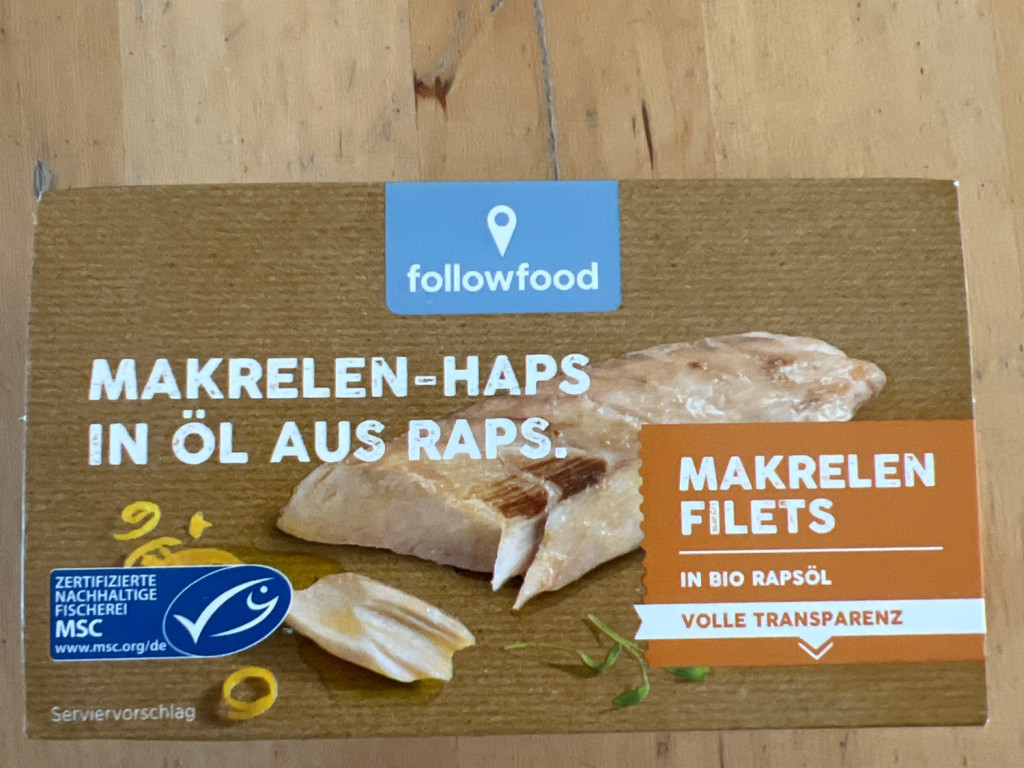 followfood
MAKRELEN-HAPS
IN ÖL AUS RAPS.
MAKRELEN
FILETS
IN BIO RAPSÖL
VOLLE TRANSPARENZ
ZERTIFIZIERTE
NACHHALTIGE
FISCHEREI
MSC
www.msc.org/de
TM
Serviervorschlag